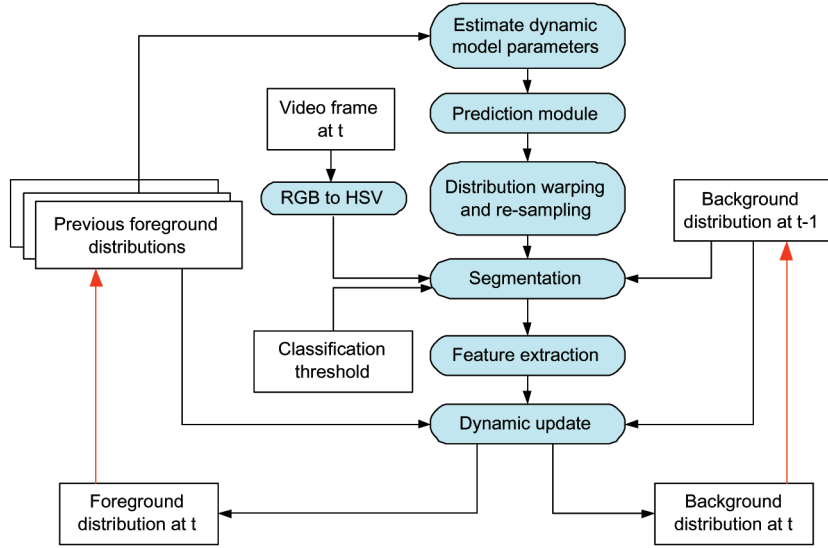 Estimate dynamic
model parameters
Video frame
at t
Prediction module
RGB to HSV
Distribution warping
and re-sampling
Previous foreground
distributions
Background
distribution at t-1
Segmentation
Classification
threshold
Feature extraction
Dynamic update
Foreground
distribution at t
Background
distribution at t